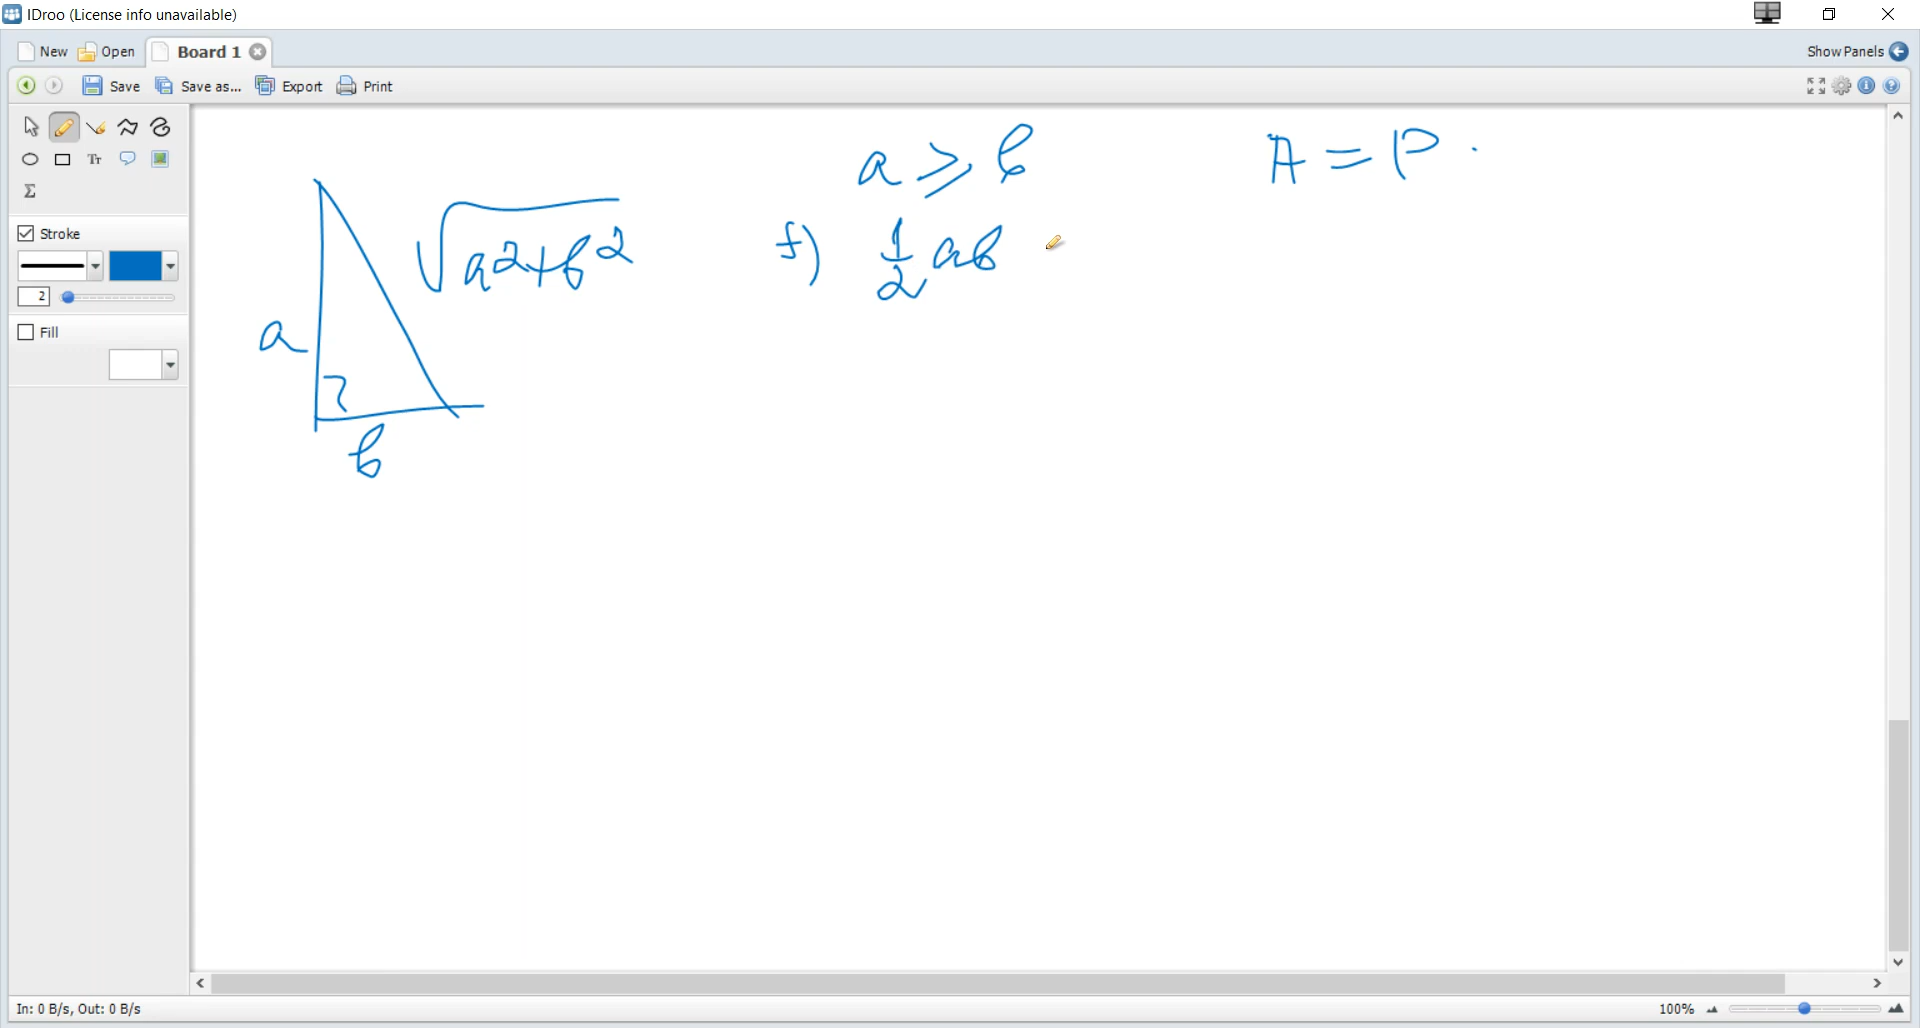 IDroo (License info unavailable)
New Open Board 1 Show Panels
Save Save as... Export Print
Tт
Σ
Stroke
2
Fill
a ⩾ b
A = P.
√a2+b2
f) 1/2 ab
a
b
In: 0 B/s, Out: 0 B/s
100%